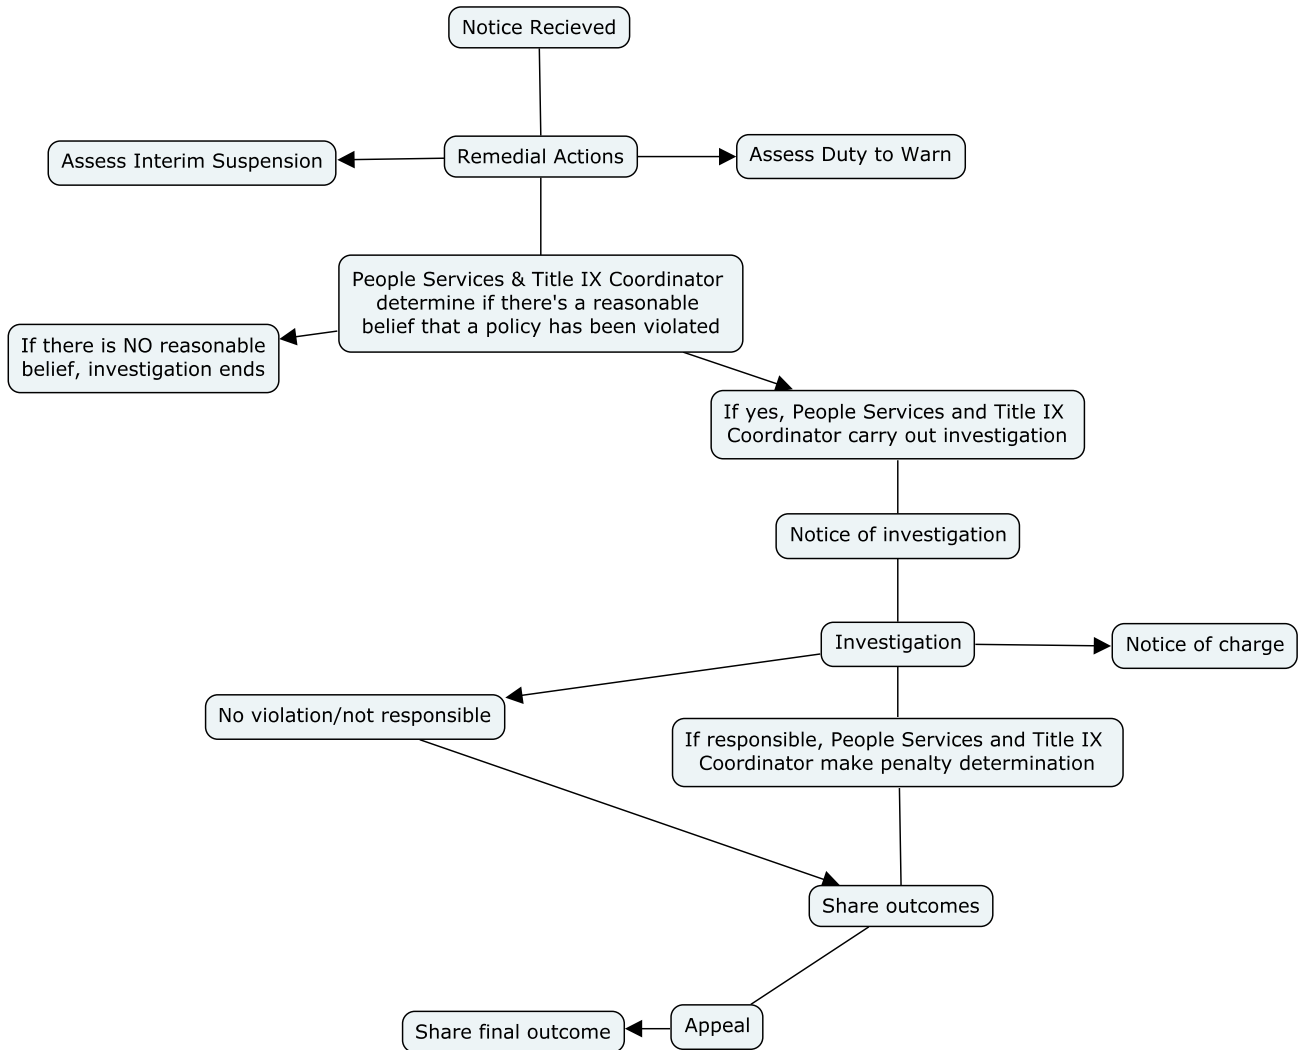 Notice Recieved
Assess Interim Suspension
Remedial Actions
Assess Duty to Warn
People Services & Title IX Coordinator
determine if there's a reasonable
belief that a policy has been violated
If there is NO reasonable
belief, investigation ends
If yes, People Services and Title IX
Coordinator carry out investigation
Notice of investigation
Investigation
Notice of charge
No violation/not responsible
If responsible, People Services and Title IX
Coordinator make penalty determination
Share outcomes
Appeal
Share final outcome